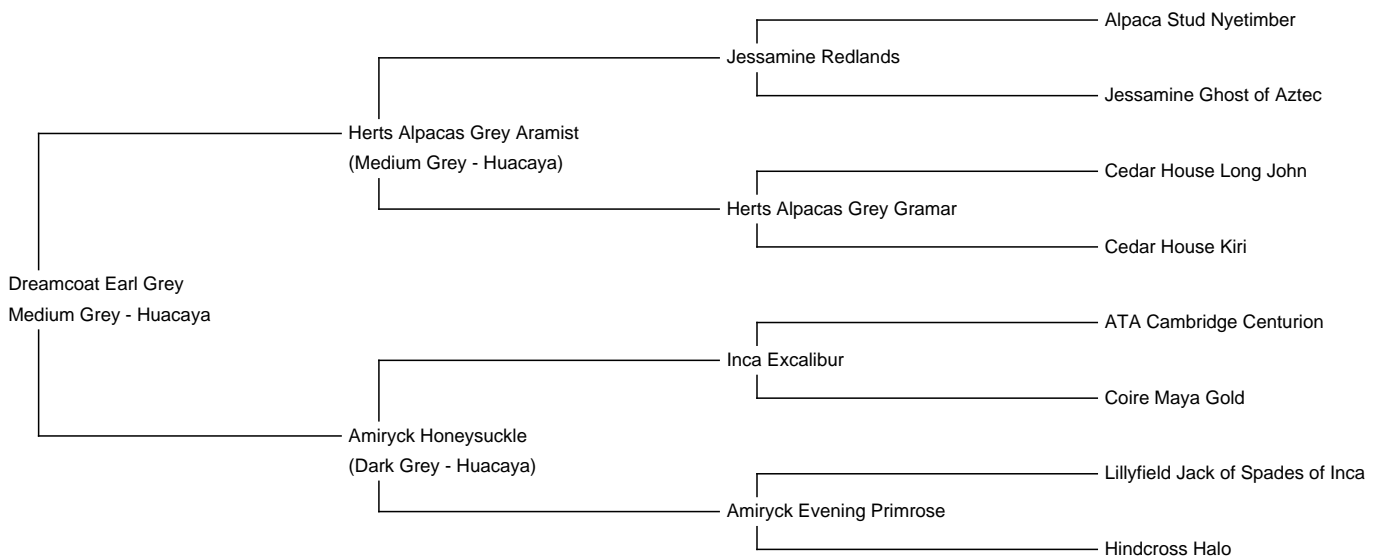 Alpaca Stud Nyetimber
Jessamine Redlands
Jessamine Ghost of Aztec
Herts Alpacas Grey Aramist
(Medium Grey - Huacaya)
Cedar House Long John
Herts Alpacas Grey Gramar
Cedar House Kiri
Dreamcoat Earl Grey
Medium Grey - Huacaya
ATA Cambridge Centurion
Inca Excalibur
Coire Maya Gold
Amiryck Honeysuckle
(Dark Grey - Huacaya)
Lillyfield Jack of Spades of Inca
Amiryck Evening Primrose
Hindcross Halo